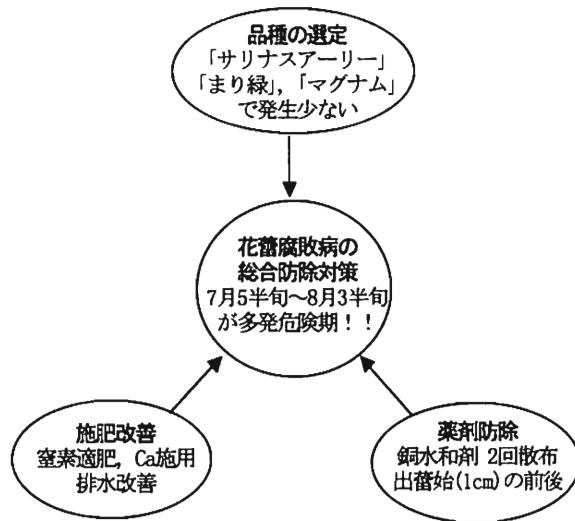 品種の選定
「サリナスアーリー」
「まり緑」，「マグナム」
で発生少ない
花蕾腐敗病の
総合防除対策
7月5半旬～8月3半旬
が多発危険期！！
施肥改善
窒素適肥，Ca施用
排水改善
薬剤防除
銅水和剤 2回散布
出蕾始(1cm)の前後